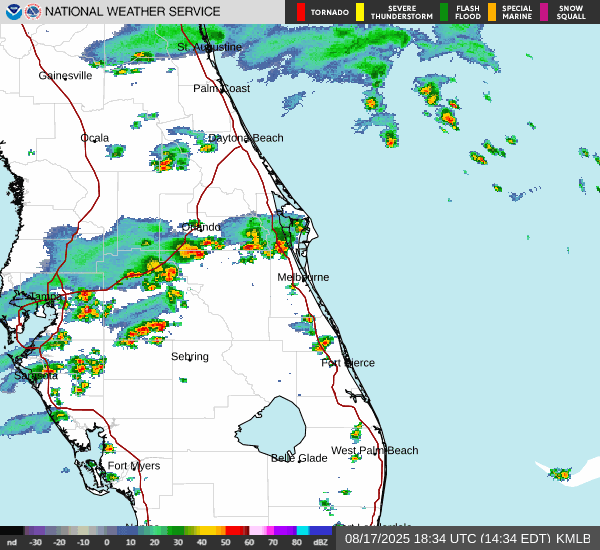 NATIONAL WEATHER SERVICE
TORNADO
SEVERE THUNDERSTORM
FLASH FLOOD
SPECIAL MARINE
SNOW SQUALL
St. Augustine
Gainesville
Palm Coast
Ocala
Daytona Beach
Orlando
Melbourne
Tampa
Sebring
Fort Pierce
Sarasota
West Palm Beach
Belle Glade
Fort Myers
nd -30 -20 -10 0 10 20 30 40 50 60 70 80 dBZ
08/17/2025 18:34 UTC (14:34 EDT) KMLB